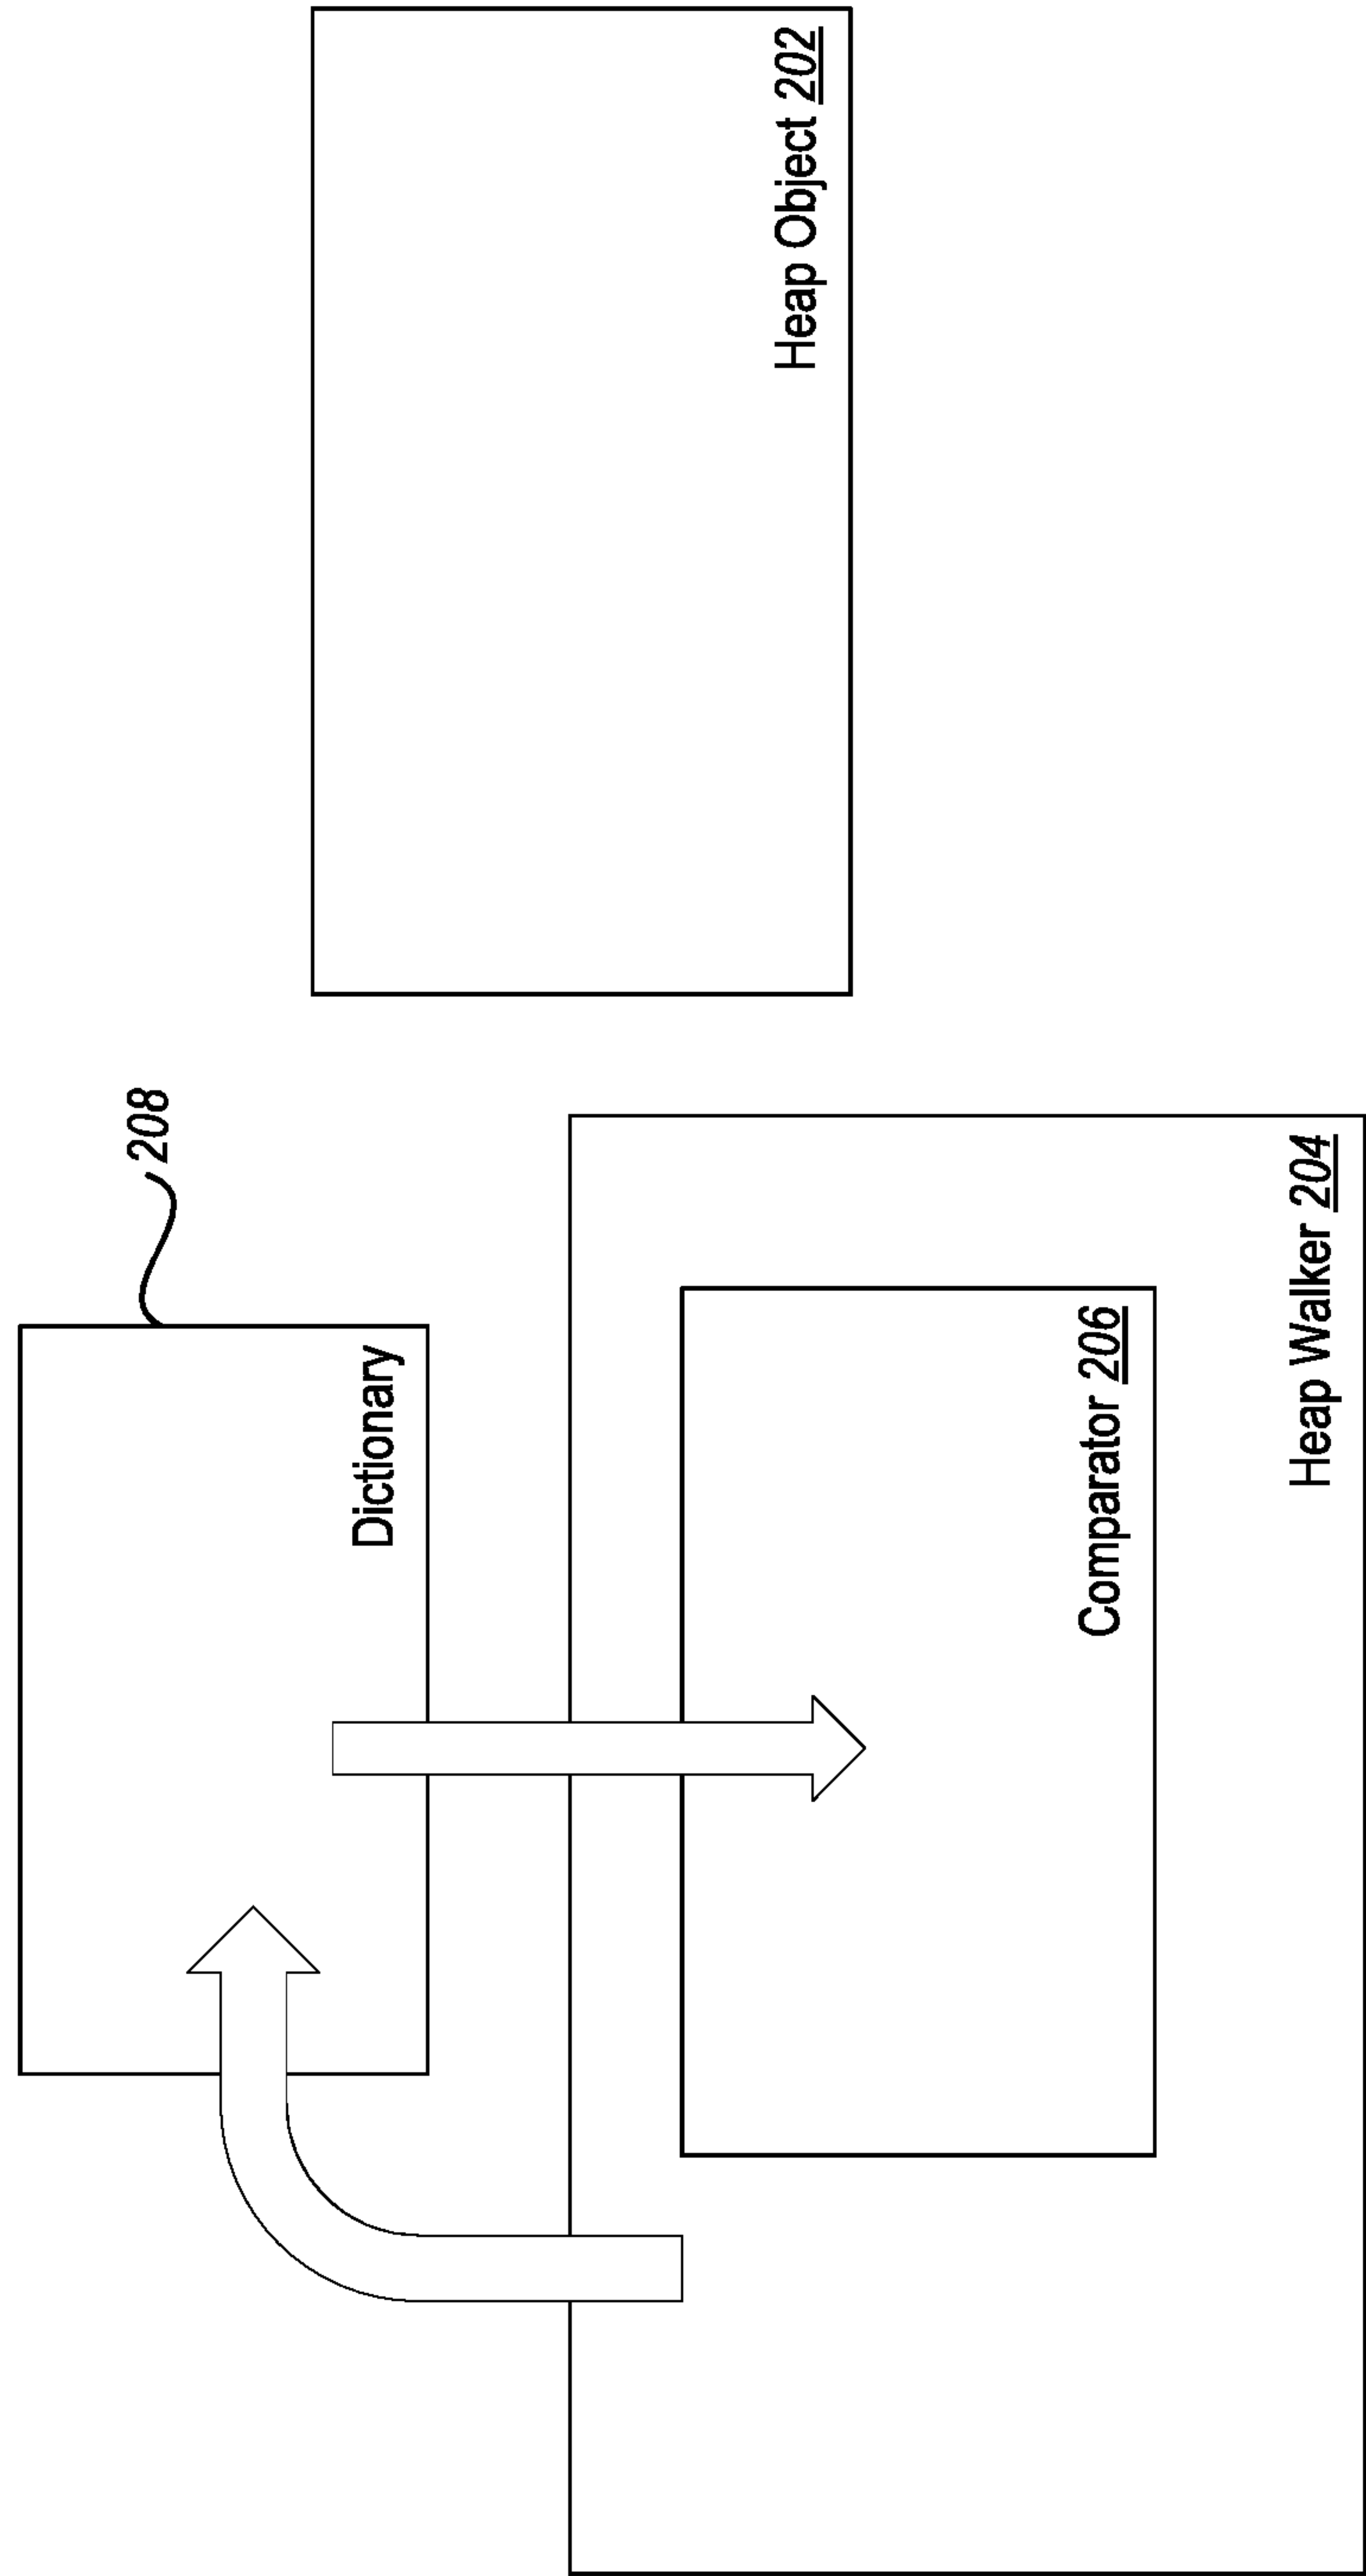 208
Dictionary
Heap Object 202
Comparator 206
Heap Walker 204